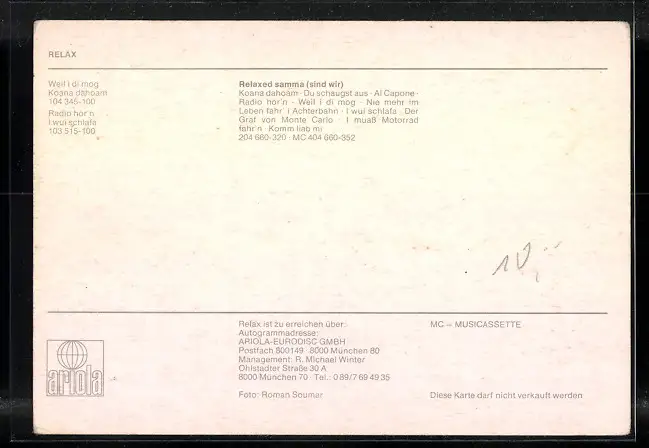 RELAX
Weil i di mog
Koana dahoam
104 345-100
Radio hör'n
I wui schlafa
103 515-100
Relaxed samma (sind wir)
Koana dahoam · Du schaugst aus · Al Capone ·
Radio hör'n · Weil i di mog · Nie mehr im
Leben fahr' i Achterbahn · I wui schlafa · Der
Graf von Monte Carlo · I muaß Motorrad
fahr'n · Komm liab mi
204 660-320 · MC 404 660-352
10,-
Relax ist zu erreichen über:
Autogrammadresse:
ARIOLA-EURODISC GMBH
Postfach 800149 · 8000 München 80
Management: R. Michael Winter
Ohlstadter Straße 30 A
8000 München 70 · Tel.: 0 89/7 69 49 35
Foto: Roman Soumar
MC = MUSICASSETTE
Diese Karte darf nicht verkauft werden
ariola